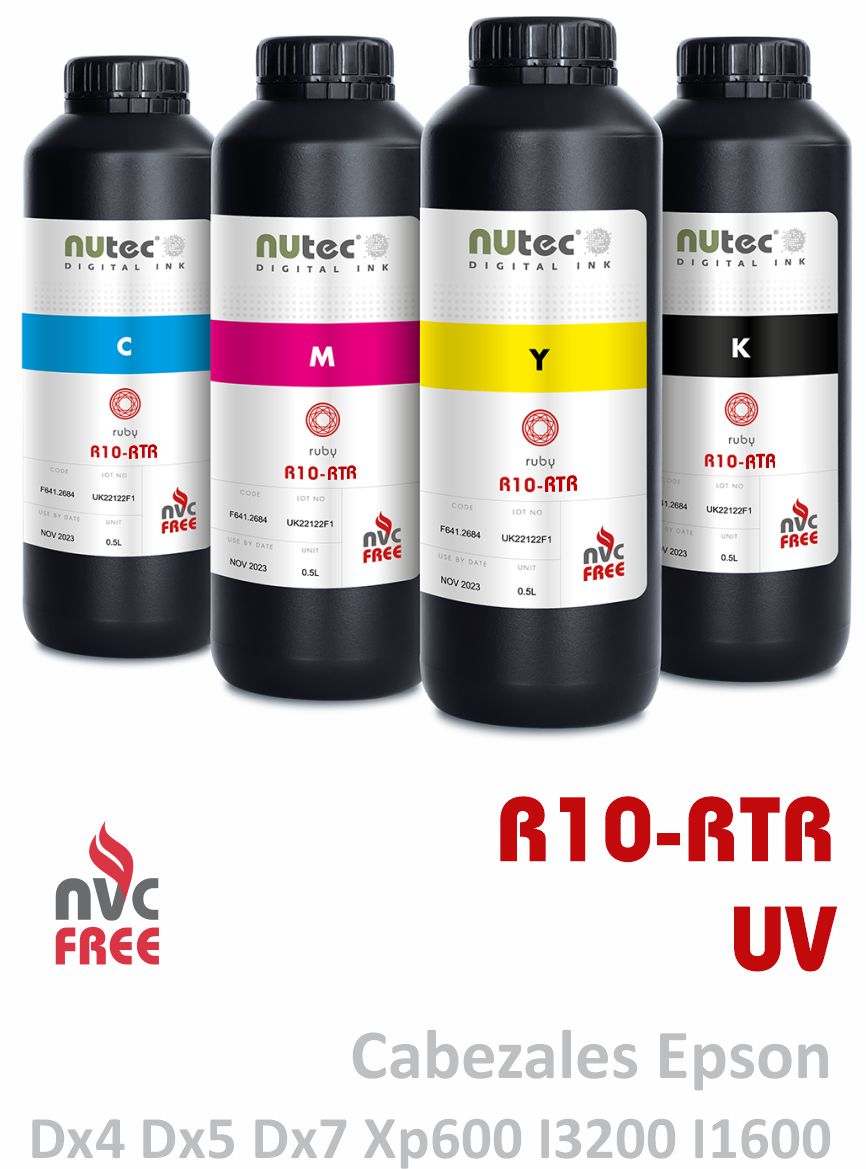 nutec®
DIGITAL INK
C
ruby
R10-RTR
CODE
F641.2684
LOT NO
UK22122F1
USE BY DATE
NOV 2023
UNIT
0.5L
nvc
FREE
nutec®
DIGITAL INK
M
ruby
R10-RTR
CODE
F641.2684
LOT NO
UK22122F1
USE BY DATE
NOV 2023
UNIT
0.5L
nvc
FREE
nutec®
DIGITAL INK
Y
ruby
R10-RTR
CODE
F641.2684
LOT NO
UK22122F1
USE BY DATE
NOV 2023
UNIT
0.5L
nvc
FREE
nutec®
DIGITAL INK
K
ruby
R10-RTR
LOT NO
UK22122F1
2023
UNIT
0.5L
nvc
FREE
R10-RTR
UV
nvc
FREE
Cabezales Epson
Dx4 Dx5 Dx7 Xp600 I3200 I1600